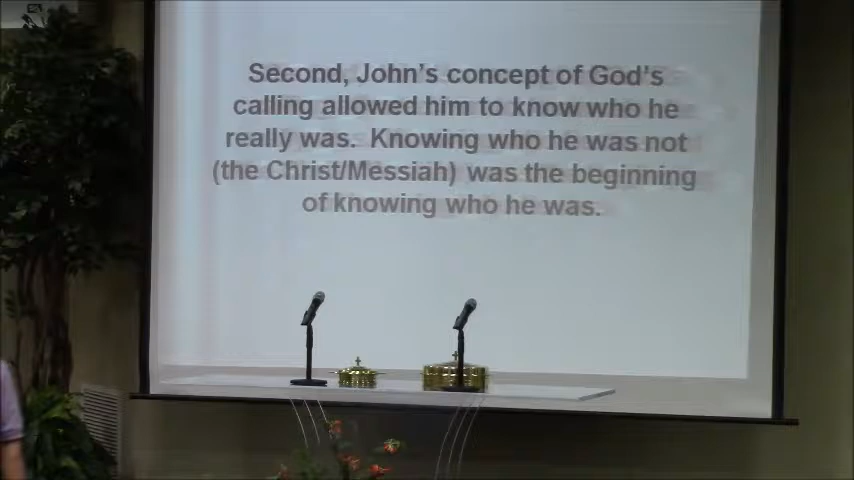 Second, John's concept of God's
calling allowed him to know who he
really was.  Knowing who he was not
(the Christ/Messiah) was the beginning
of knowing who he was.